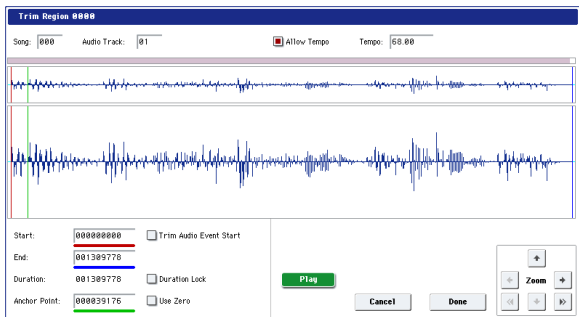 Trim Region 0000
Song: 000 Audio Track: 01 Allow Tempo Tempo: 68.00
Start: 000000000 Trim Audio Event Start
End: 001309778
Duration: 001309778 Duration Lock Play Zoom
Anchor Point: 000039176 Use Zero Cancel Done